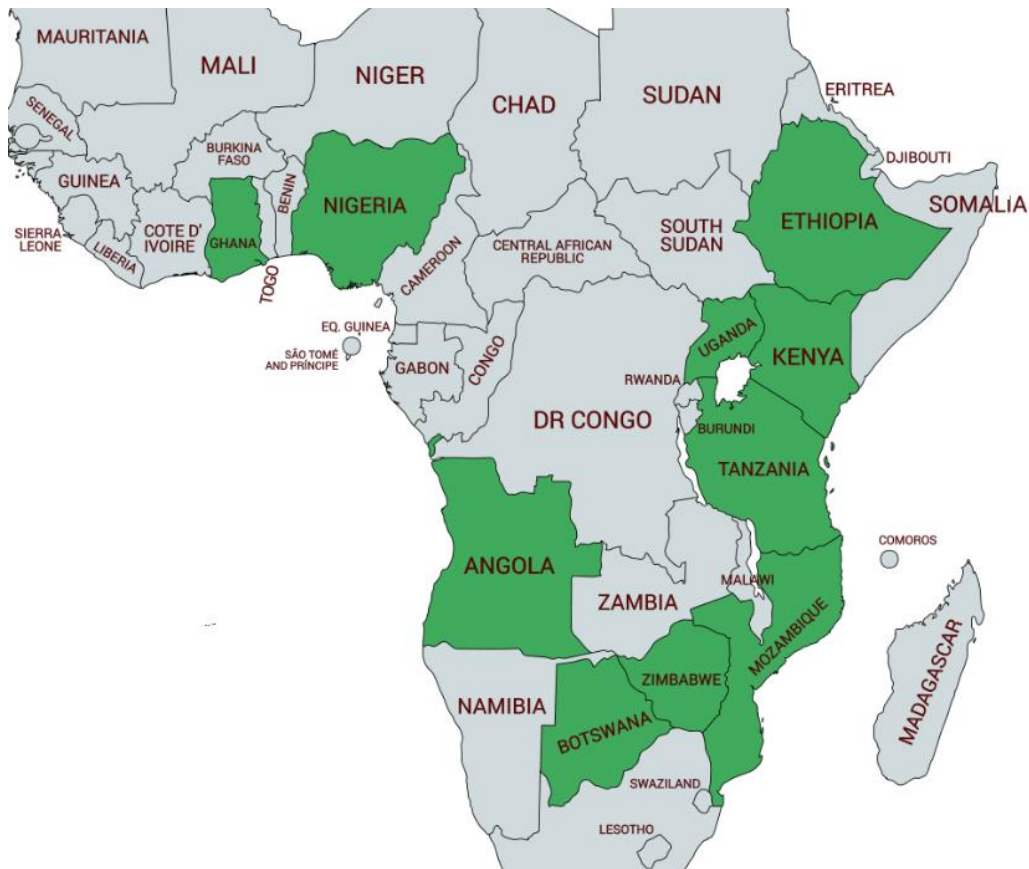 MAURITANIA
MALI
NIGER
CHAD
SUDAN
ERITREA
SENEGAL
BURKINA
FASO
DJIBOUTI
GUINEA
BENIN
NIGERIA
ETHIOPIA
SOMALIA
SIERRA
LEONE
LIBERIA
COTE D'
IVOIRE
GHANA
TOGO
CAMEROON
CENTRAL AFRICAN
REPUBLIC
SOUTH
SUDAN
EQ. GUINEA
SÃO TOMÉ
AND PRÍNCIPE
GABON
CONGO
UGANDA
KENYA
RWANDA
DR CONGO
BURUNDI
TANZANIA
COMOROS
ANGOLA
MALAWI
ZAMBIA
MOZAMBIQUE
MADAGASCAR
ZIMBABWE
NAMIBIA
BOTSWANA
SWAZILAND
LESOTHO